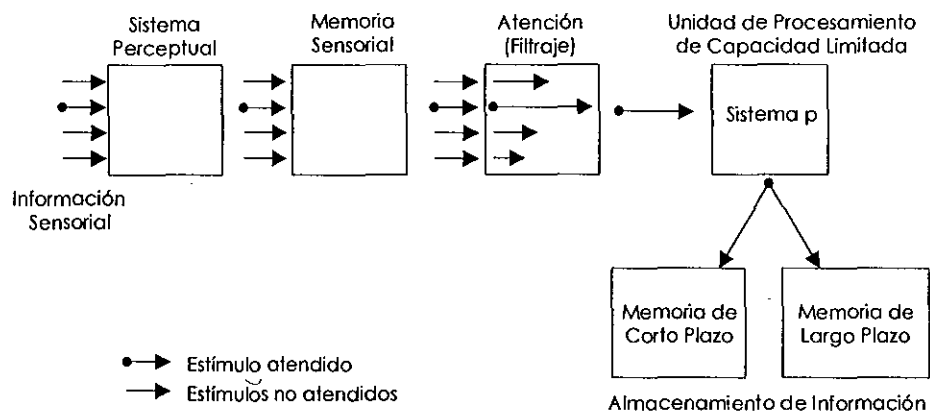 Sistema
Perceptual
Memoria
Sensorial
Atención
(Filtraje)
Unidad de Procesamiento
de Capacidad Limitada
Sistema p
Información
Sensorial
Memoria de
Corto Plazo
Memoria de
Largo Plazo
Estímulo atendido
Estímulos no atendidos
Almacenamiento de Información